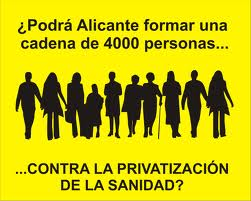 ¿Podrá Alicante formar una
cadena de 4000 personas...
...CONTRA LA PRIVATIZACIÓN
DE LA SANIDAD?